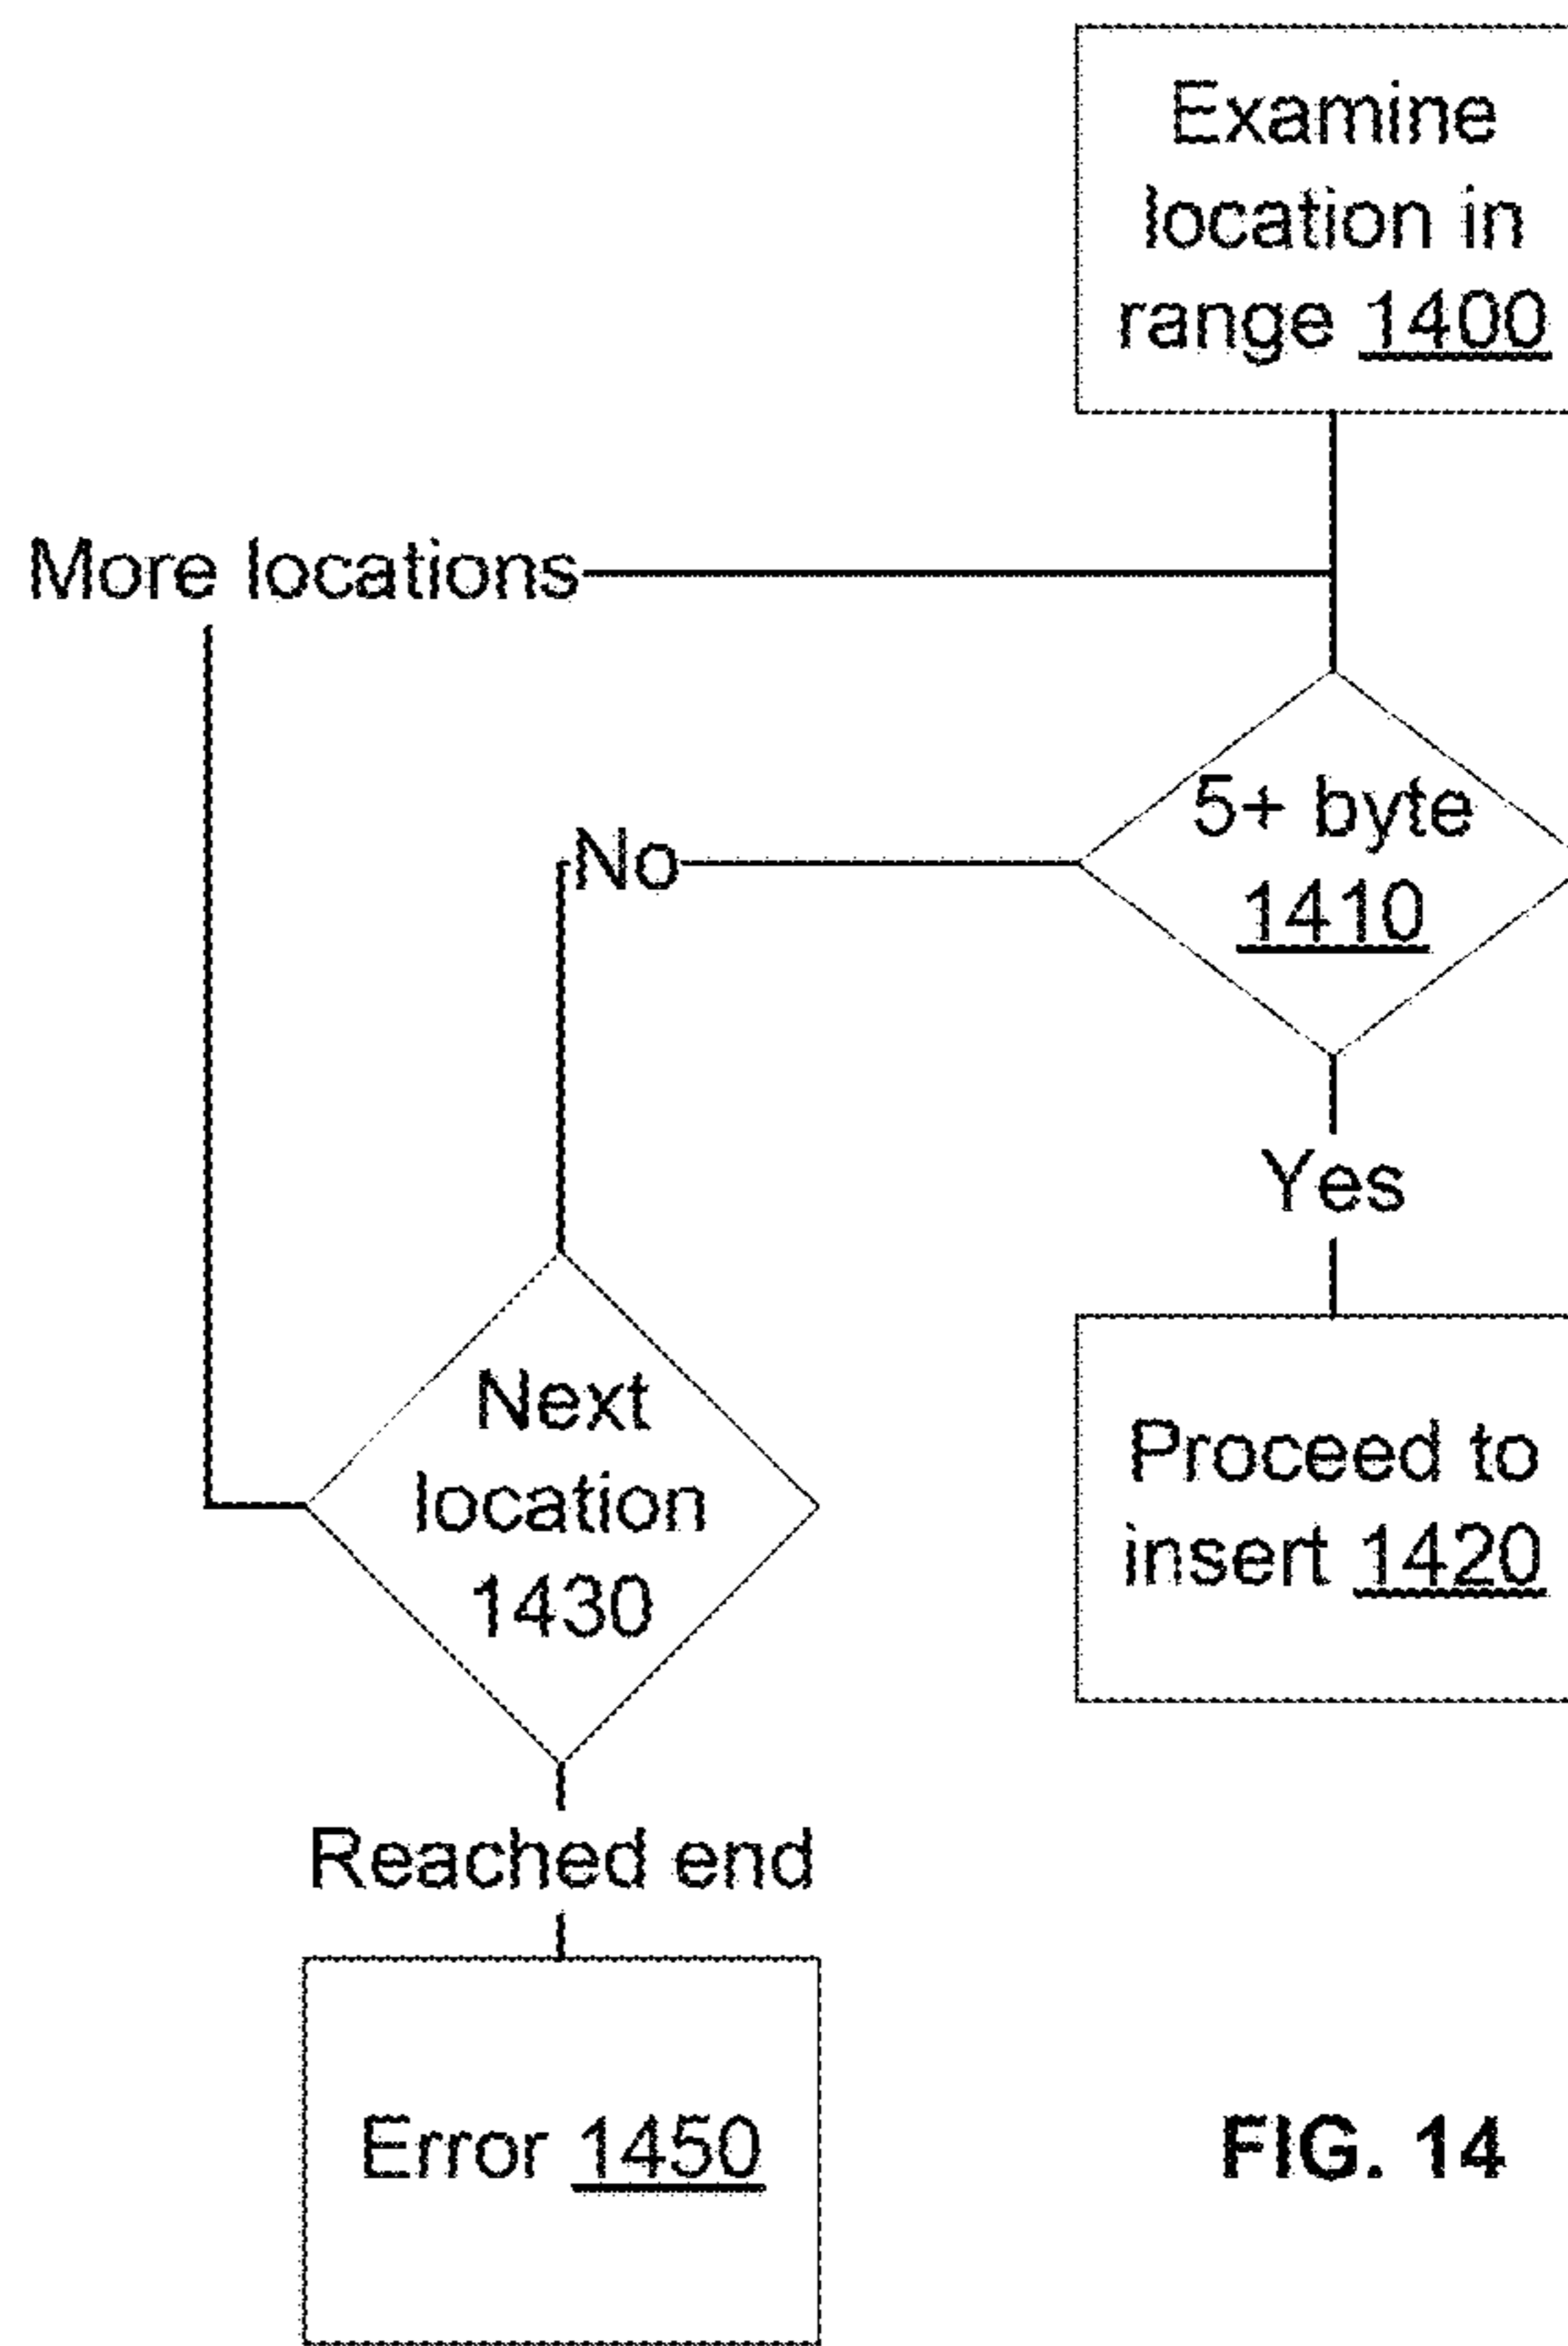 Examine
location in
range 1400
More locations
5+ byte
1410
No
Yes
Next
location
1430
Proceed to
insert 1420
Reached end
Error 1450
FIG. 14